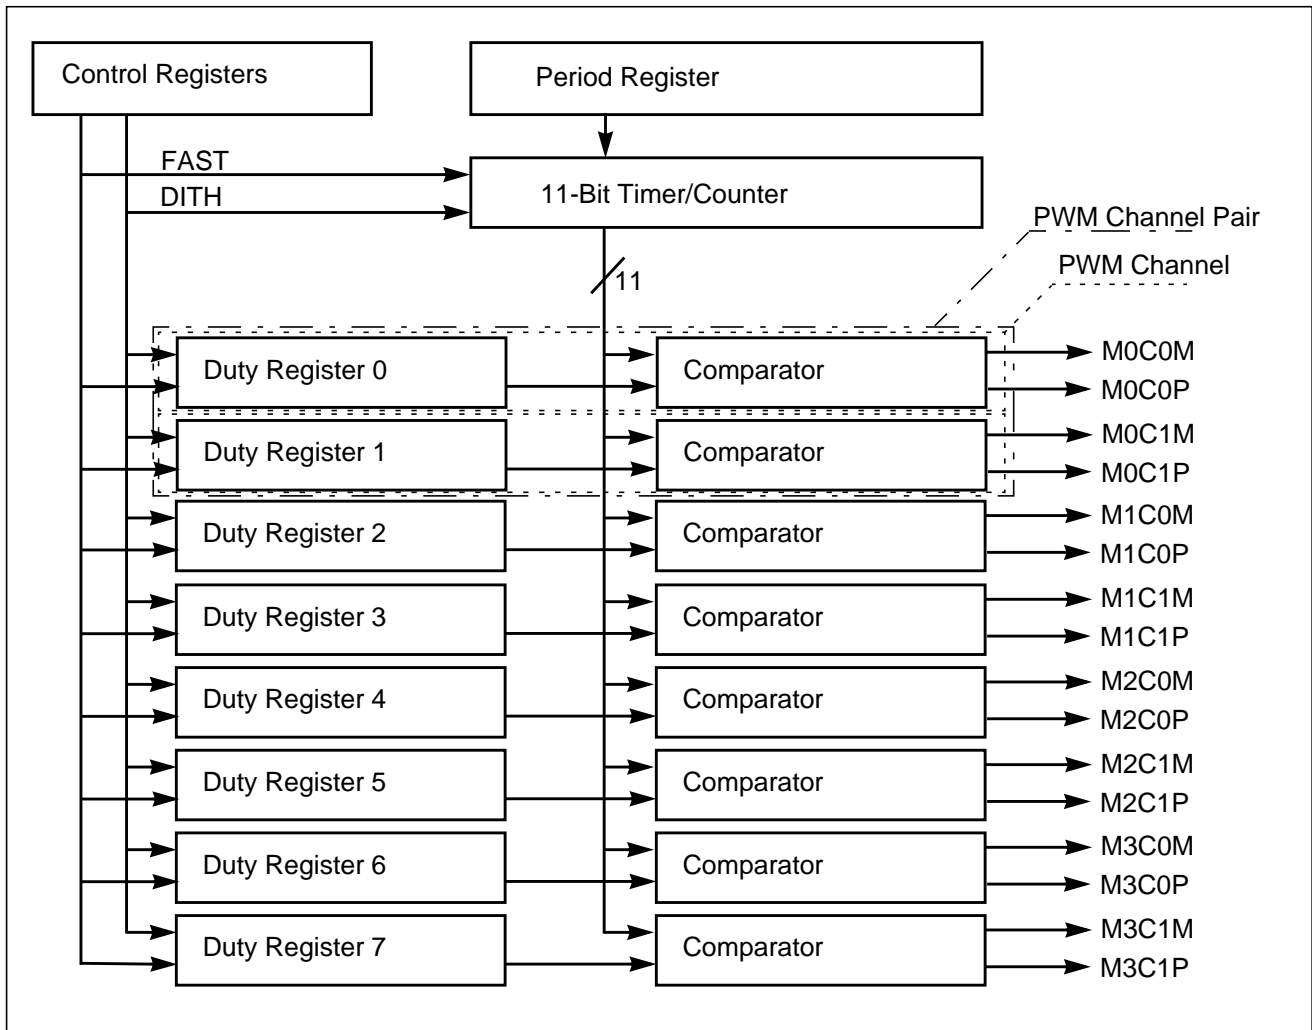 Control Registers
Period Register
FAST
DITH
11-Bit Timer/Counter
PWM Channel Pair
PWM Channel
11
Duty Register 0
Comparator
M0C0M
M0C0P
Duty Register 1
Comparator
M0C1M
M0C1P
Duty Register 2
Comparator
M1C0M
M1C0P
Duty Register 3
Comparator
M1C1M
M1C1P
Duty Register 4
Comparator
M2C0M
M2C0P
Duty Register 5
Comparator
M2C1M
M2C1P
Duty Register 6
Comparator
M3C0M
M3C0P
Duty Register 7
Comparator
M3C1M
M3C1P